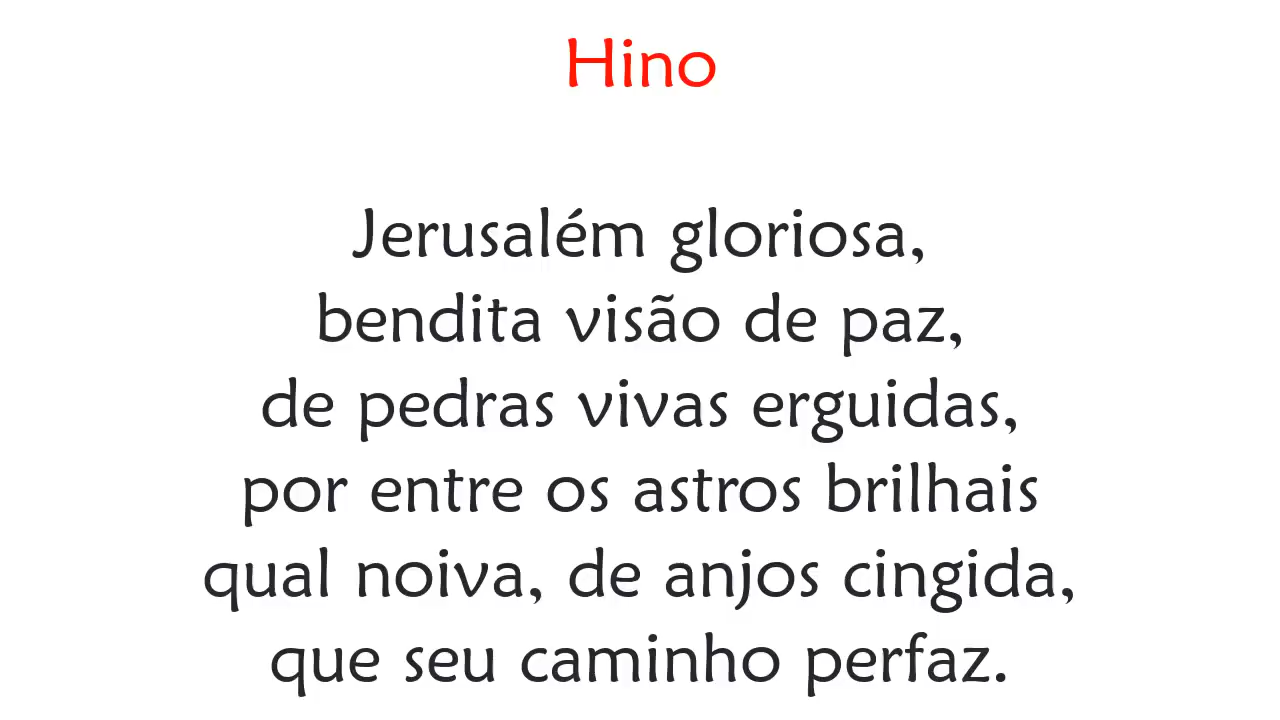 Hino
Jerusalém gloriosa,
bendita visão de paz,
de pedras vivas erguidas,
por entre os astros brilhais
qual noiva, de anjos cingida,
que seu caminho perfaz.